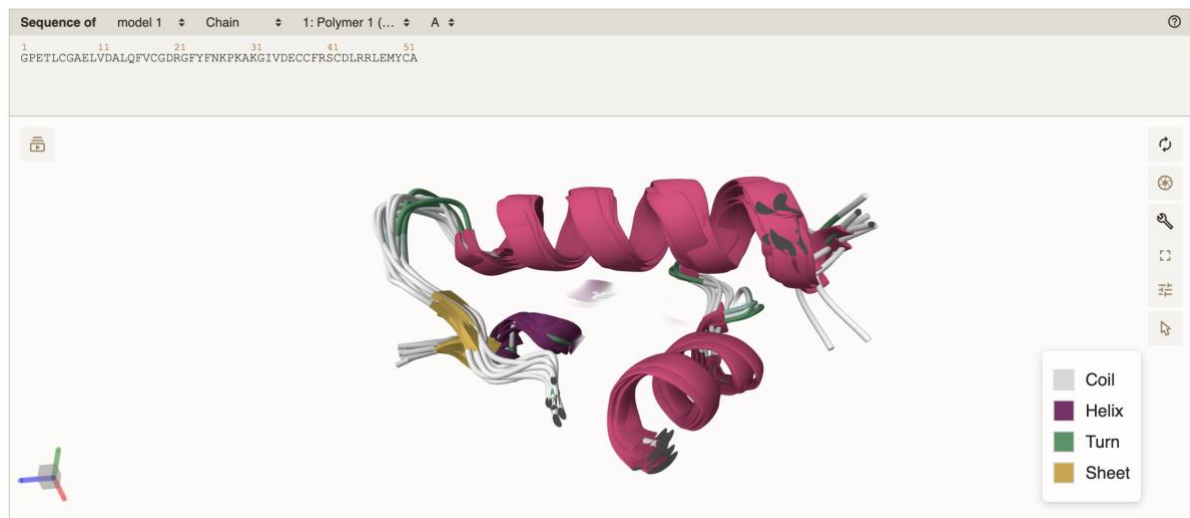 Sequence of model 1 Chain 1: Polymer 1 (... A
1 11 21 31 41 51
GPETLCGAELVDALQFVCGDRGFYFNKPKAKGIVDECCFRSCDLRRLEMYCA
Coil
Helix
Turn
Sheet